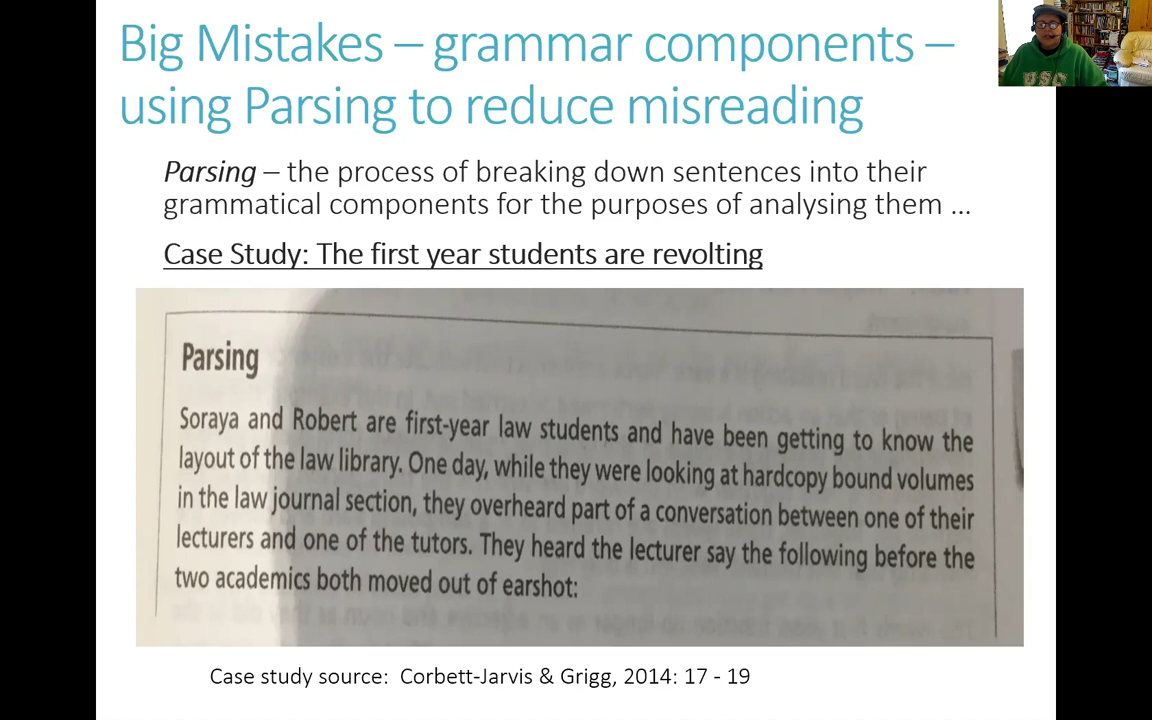 Big Mistakes – grammar components –
using Parsing to reduce misreading
Parsing – the process of breaking down sentences into their
grammatical components for the purposes of analysing them ...
Case Study: The first year students are revolting
Parsing
Soraya and Robert are first-year law students and have been getting to know the
layout of the law library. One day, while they were looking at hardcopy bound volumes
in the law journal section, they overheard part of a conversation between one of their
lecturers and one of the tutors. They heard the lecturer say the following before the
two academics both moved out of earshot:
Case study source: Corbett-Jarvis & Grigg, 2014: 17 - 19
USC